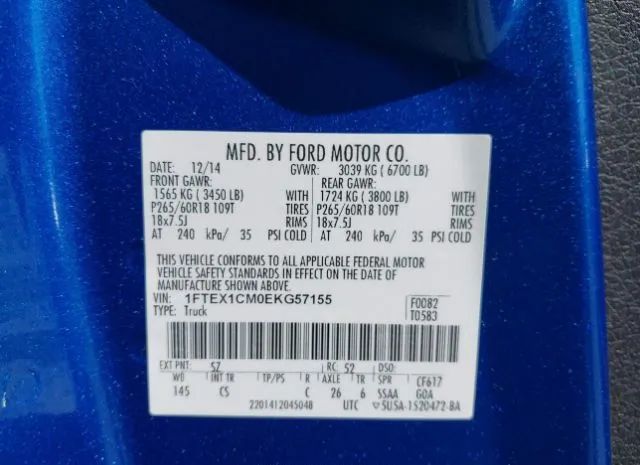 MFD. BY FORD MOTOR CO.
DATE: 12/14 GVWR: 3039 KG ( 6700 LB)
FRONT GAWR: REAR GAWR:
1565 KG ( 3450 LB) WITH 1724 KG ( 3800 LB) WITH
P265/60R18 109T TIRES P265/60R18 109T TIRES
18x7.5J RIMS 18x7.5J RIMS
AT 240 kPa/ 35 PSI COLD AT 240 kPa/ 35 PSI COLD
THIS VEHICLE CONFORMS TO ALL APPLICABLE FEDERAL MOTOR
VEHICLE SAFETY STANDARDS IN EFFECT ON THE DATE OF
MANUFACTURE SHOWN ABOVE.
VIN: 1FTEX1CM0EKG57155 F0082
TYPE: Truck T0583
EXT PNT: SZ RC: 52 DSO:
WB INT TR TP/PS R AXLE TR SPR CF617
145 CS C 26 6 SSAA GOA
2201412045048 UTC ▽5U5A-1520472-BA